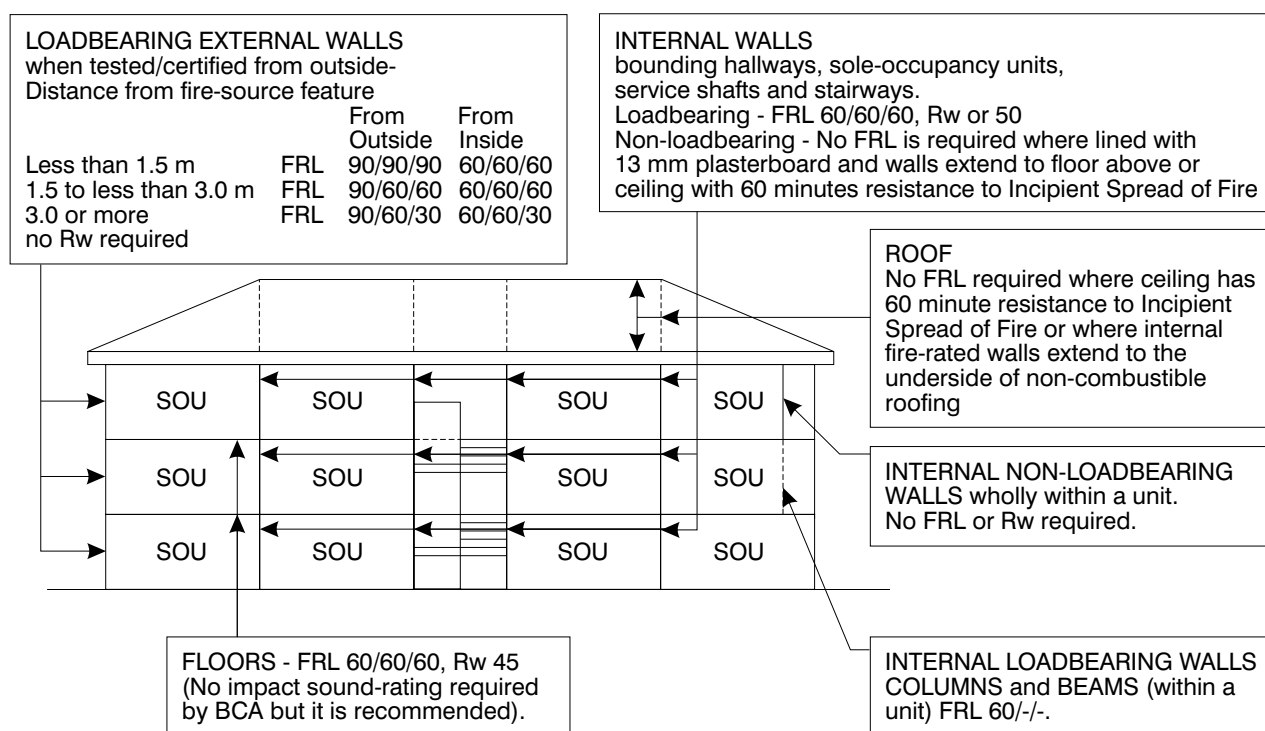 LOADBEARING EXTERNAL WALLS
when tested/certified from outside-
Distance from fire-source feature
From From
Outside Inside
Less than 1.5 m FRL 90/90/90 60/60/60
1.5 to less than 3.0 m FRL 90/60/60 60/60/60
3.0 or more FRL 90/60/30 60/60/30
no Rw required
INTERNAL WALLS
bounding hallways, sole-occupancy units,
service shafts and stairways.
Loadbearing - FRL 60/60/60, Rw or 50
Non-loadbearing - No FRL is required where lined with
13 mm plasterboard and walls extend to floor above or
ceiling with 60 minutes resistance to Incipient Spread of Fire
ROOF
No FRL required where ceiling has
60 minute resistance to Incipient
Spread of Fire or where internal
fire-rated walls extend to the
underside of non-combustible
roofing
SOU SOU SOU SOU
SOU SOU SOU SOU
SOU SOU SOU SOU
INTERNAL NON-LOADBEARING
WALLS wholly within a unit.
No FRL or Rw required.
FLOORS - FRL 60/60/60, Rw 45
(No impact sound-rating required
by BCA but it is recommended).
INTERNAL LOADBEARING WALLS
COLUMNS and BEAMS (within a
unit) FRL 60/-/-.